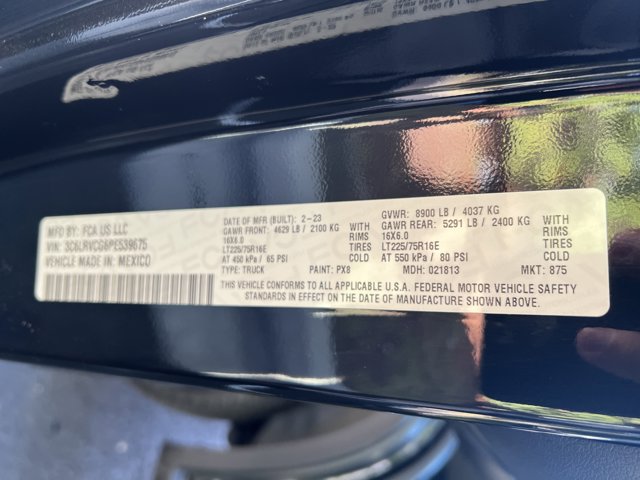 MFD. BY: FCA US LLC
VIN: 3C6LRVCG6PE539675
VEHICLE MADE IN: MEXICO
DATE OF MFR (BUILT): 2-23
GAWR FRONT: 4629 LB / 2100 KG WITH
16X6.0 RIMS
LT225/75R16E TIRES
AT 450 kPa / 65 PSI COLD
TYPE: TRUCK PAINT: PX8
GVWR: 8900 LB / 4037 KG
GAWR REAR: 5291 LB / 2400 KG WITH
16X6.0 RIMS
LT225/75R16E TIRES
AT 550 kPa / 80 PSI COLD
MDH: 021813 MKT: 875
THIS VEHICLE CONFORMS TO ALL APPLICABLE U.S.A. FEDERAL MOTOR VEHICLE SAFETY
STANDARDS IN EFFECT ON THE DATE OF MANUFACTURE SHOWN ABOVE.